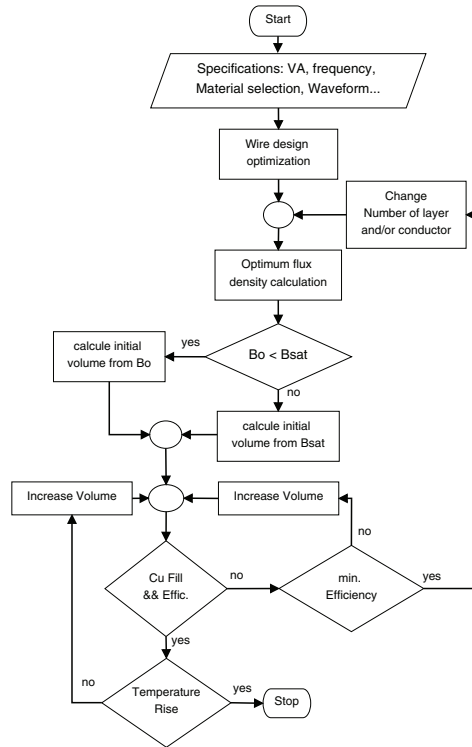 Start
Specifications: VA, frequency,
Material selection, Waveform...
Wire design
optimization
Change
Number of layer
and/or conductor
Optimum flux
density calculation
Bo < Bsat
yes
calcule initial
volume from Bo
no
calcule initial
volume from Bsat
Increase Volume
Increase Volume
no
Cu Fill
&& Effic.
no
min.
Efficiency
yes
yes
no
Temperature
Rise
yes
Stop